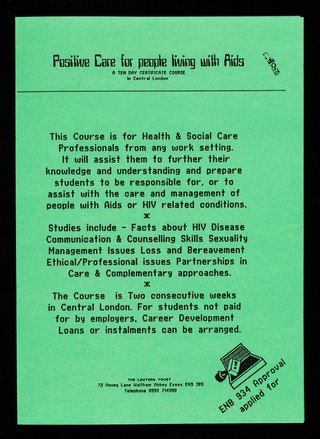 Positive Care for people living with Aids
A TEN DAY CERTIFICATE COURSE
in Central London
This Course is for Health & Social Care
Professionals from any work setting.
It will assist them to further their
knowledge and understanding and prepare
students to be responsible for, or to
assist with the care and management of
people with Aids or HIV related conditions.
*
Studies include - Facts about HIV Disease
Communication & Counselling Skills Sexuality
Management Issues Loss and Bereavement
Ethical/Professional issues Partnerships in
Care & Complementary approaches.
*
The Course is Two consecutive weeks
in Central London. For students not paid
for by employers, Career Development
Loans or instalments can be arranged.
ENB 934 Approval
applied for
THE LANTERN TRUST
72 Honey Lane Waltham Abbey Essex EN9 3BS
Telephone 0992 714900